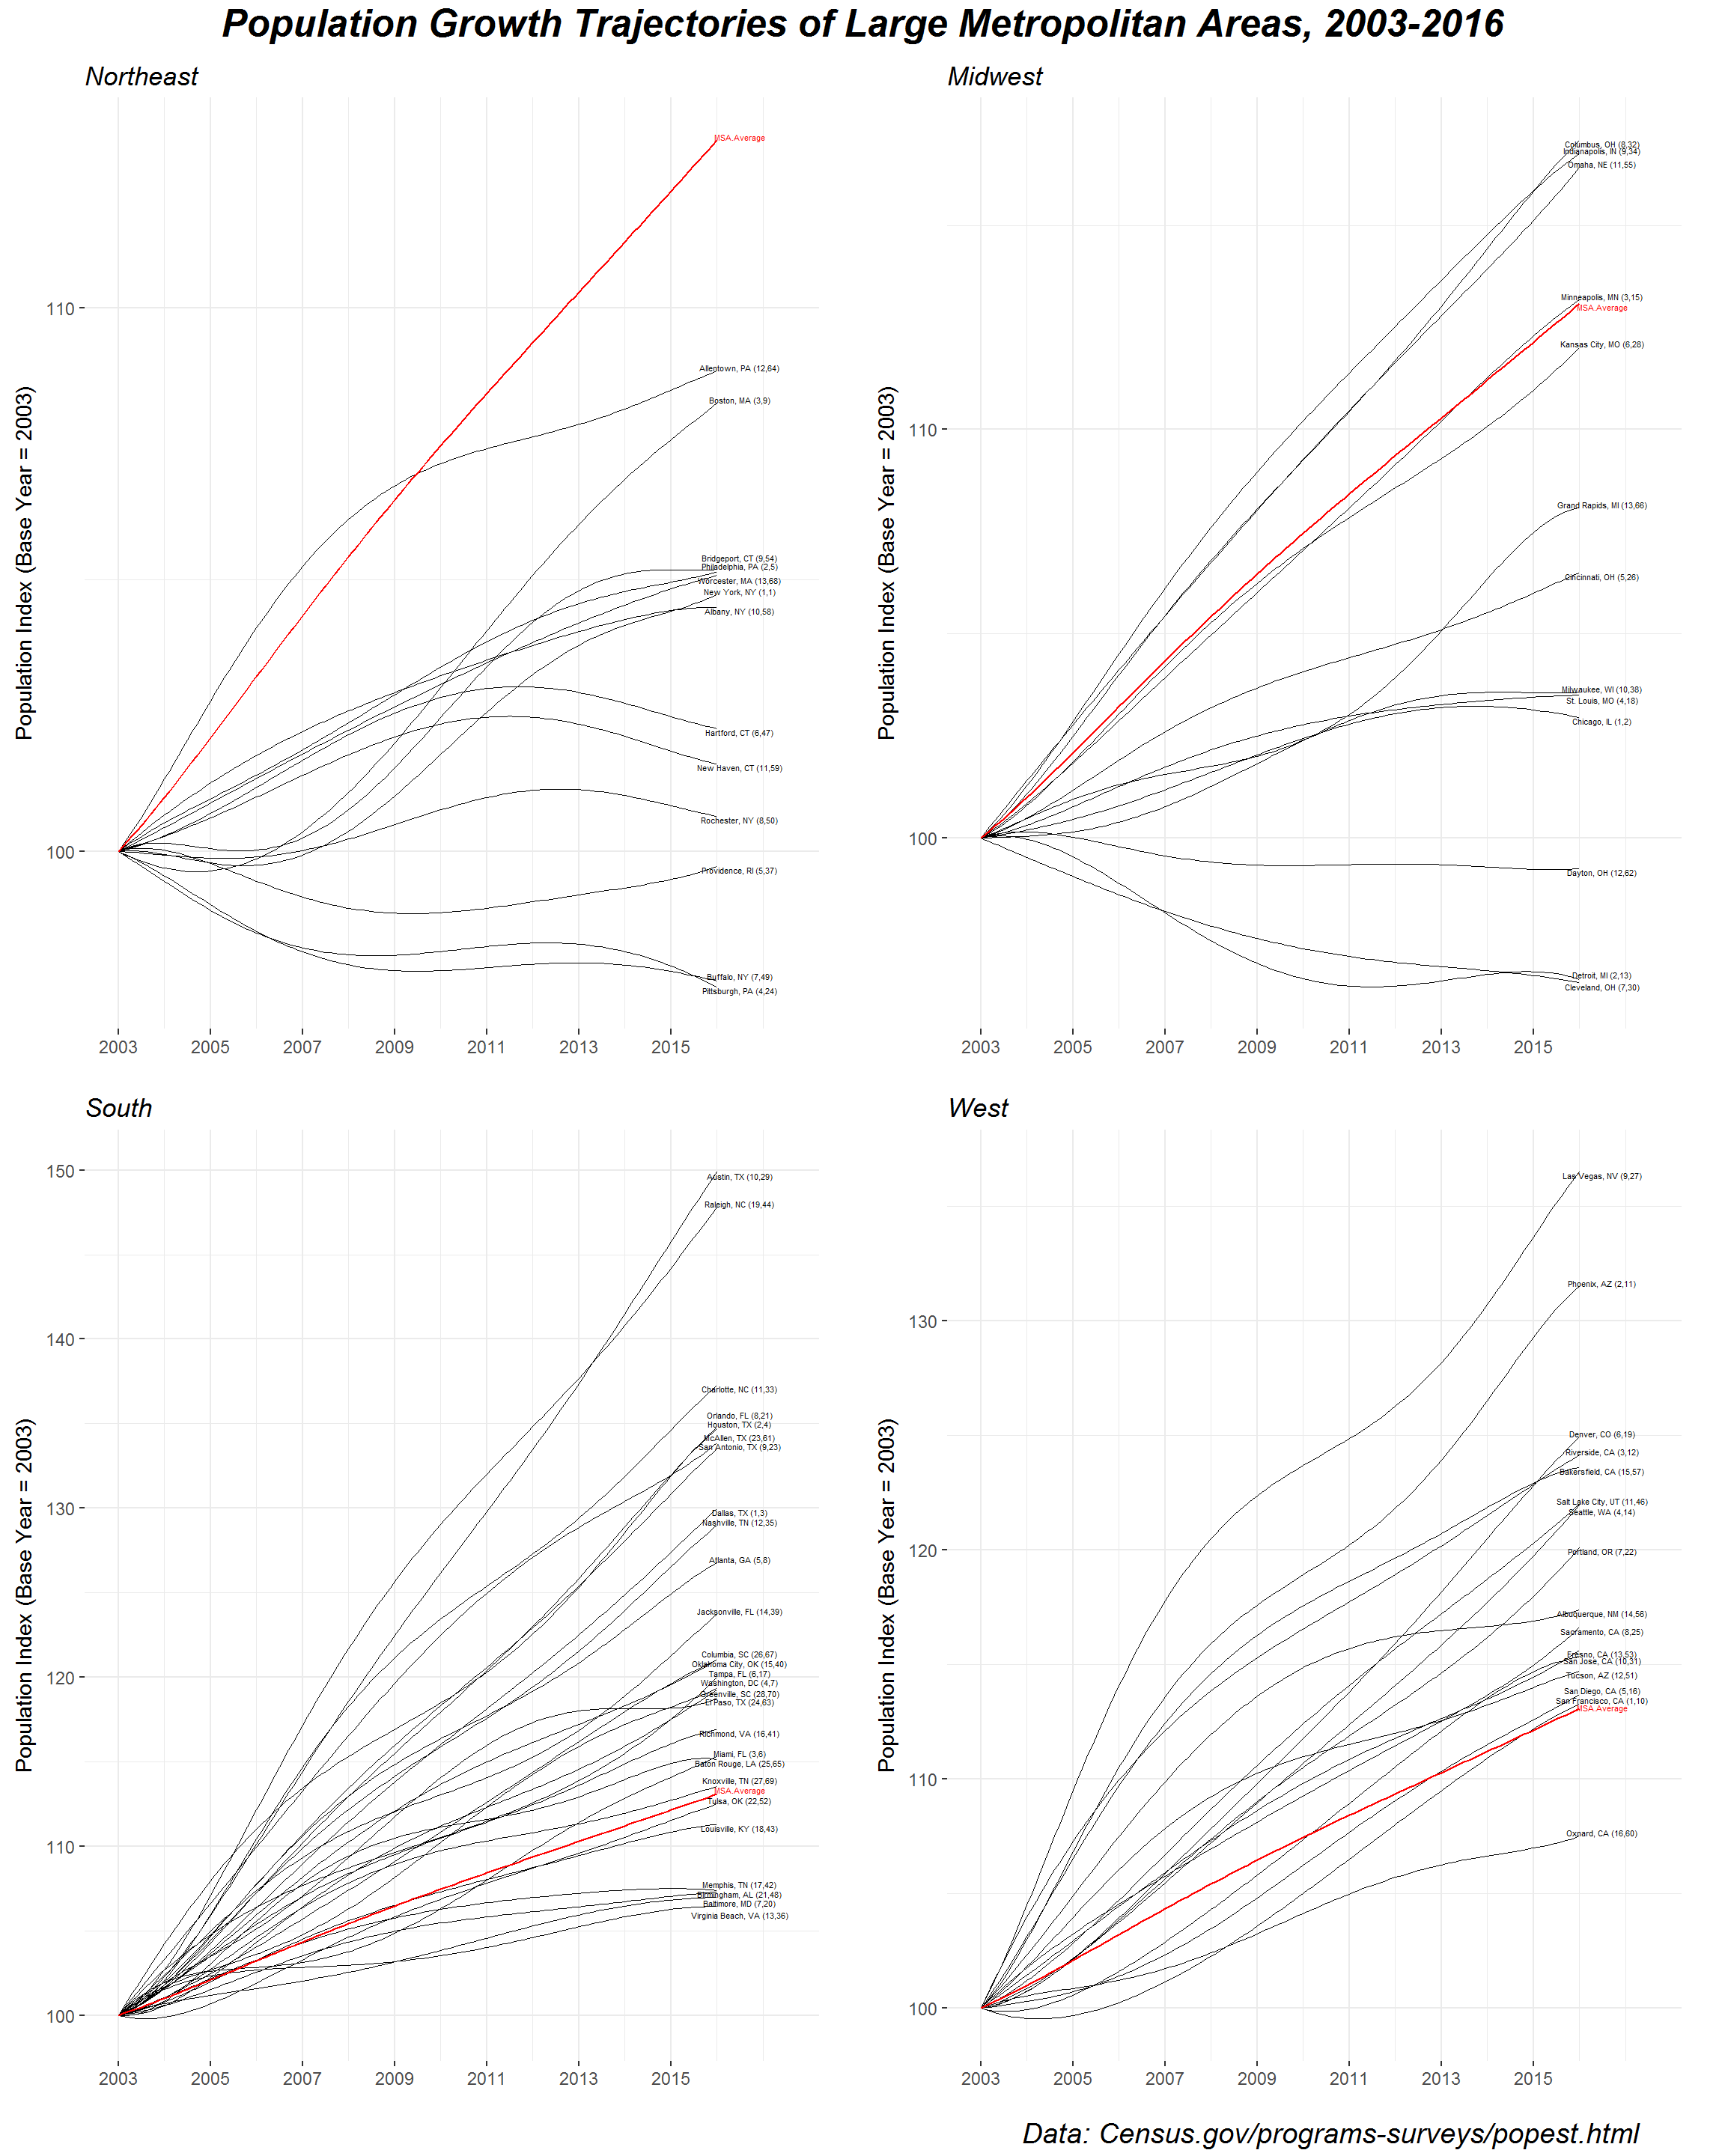 Population Growth Trajectories of Large Metropolitan Areas, 2003-2016
Northeast
Population Index (Base Year = 2003)
110
100
MSA.Average
Allentown, PA (12,64)
Boston, MA (3,9)
Bridgeport, CT (9,54)
Philadelphia, PA (2,5)
Worcester, MA (13,68)
New York, NY (1,1)
Albany, NY (10,58)
Hartford, CT (6,47)
New Haven, CT (11,59)
Rochester, NY (8,50)
Providence, RI (5,37)
Buffalo, NY (7,49)
Pittsburgh, PA (4,24)
2003 2005 2007 2009 2011 2013 2015
Midwest
Population Index (Base Year = 2003)
110
100
Columbus, OH (8,32)
Indianapolis, IN (9,34)
Omaha, NE (11,55)
Minneapolis, MN (3,15)
MSA.Average
Kansas City, MO (6,28)
Grand Rapids, MI (13,66)
Cincinnati, OH (5,26)
Milwaukee, WI (10,38)
St. Louis, MO (4,18)
Chicago, IL (1,2)
Dayton, OH (12,62)
Detroit, MI (2,13)
Cleveland, OH (7,30)
2003 2005 2007 2009 2011 2013 2015
South
Population Index (Base Year = 2003)
150
140
130
120
110
100
Austin, TX (10,29)
Raleigh, NC (19,44)
Charlotte, NC (11,33)
Orlando, FL (8,21)
Houston, TX (2,4)
McAllen, TX (23,61)
San Antonio, TX (9,23)
Dallas, TX (1,3)
Nashville, TN (12,35)
Atlanta, GA (5,8)
Jacksonville, FL (14,39)
Columbia, SC (26,67)
Oklahoma City, OK (15,40)
Tampa, FL (6,17)
Washington, DC (4,7)
Greenville, SC (28,70)
El Paso, TX (24,63)
Richmond, VA (16,41)
Miami, FL (3,6)
Baton Rouge, LA (25,65)
Knoxville, TN (27,69)
MSA.Average
Tulsa, OK (22,52)
Louisville, KY (18,43)
Memphis, TN (17,42)
Birmingham, AL (21,48)
Baltimore, MD (7,20)
Virginia Beach, VA (13,36)
2003 2005 2007 2009 2011 2013 2015
West
Population Index (Base Year = 2003)
130
120
110
100
Las Vegas, NV (9,27)
Phoenix, AZ (2,11)
Denver, CO (6,19)
Riverside, CA (3,12)
Bakersfield, CA (15,57)
Salt Lake City, UT (11,46)
Seattle, WA (4,14)
Portland, OR (7,22)
Albuquerque, NM (14,56)
Sacramento, CA (8,25)
Fresno, CA (13,53)
San Jose, CA (10,31)
Tucson, AZ (12,51)
San Diego, CA (5,16)
San Francisco, CA (1,10)
MSA.Average
Oxnard, CA (16,60)
2003 2005 2007 2009 2011 2013 2015
Data: Census.gov/programs-surveys/popest.html